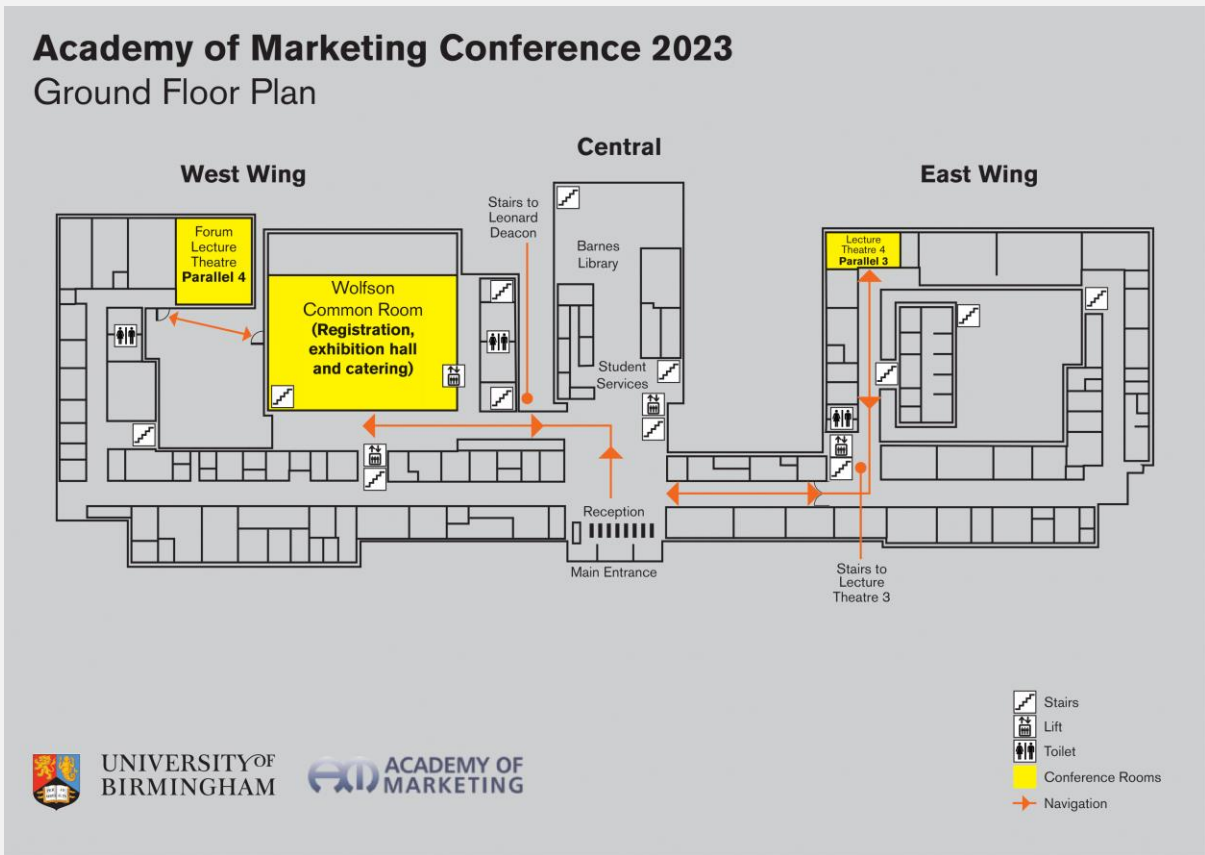 Academy of Marketing Conference 2023
Ground Floor Plan
West Wing
Central
East Wing
Forum
Lecture
Theatre
Parallel 4
Wolfson
Common Room
(Registration,
exhibition hall
and catering)
Stairs to
Leonard
Deacon
Barnes
Library
Student
Services
Lecture
Theatre 4
Parallel 3
Reception
Main Entrance
Stairs to
Lecture
Theatre 3
Stairs
Lift
Toilet
Conference Rooms
Navigation
UNIVERSITY OF
BIRMINGHAM
ACADEMY OF
MARKETING